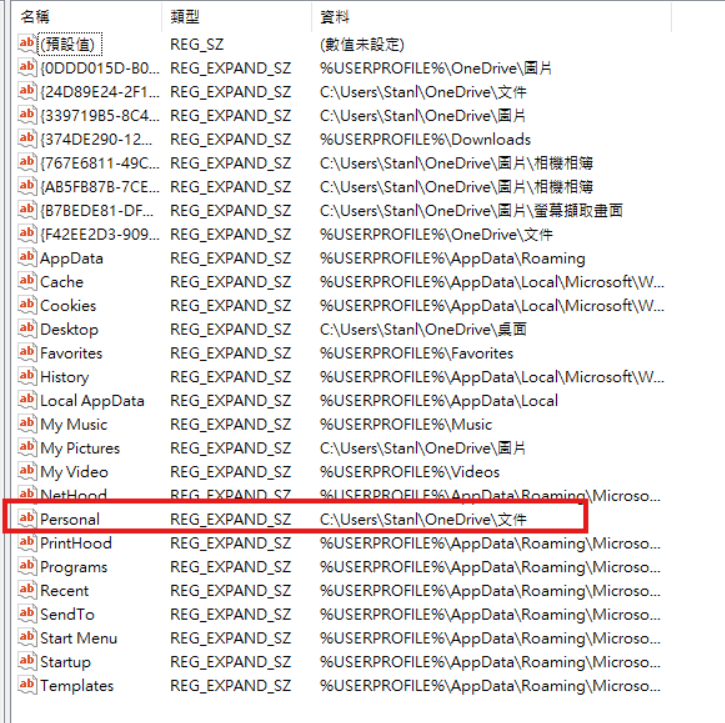 名稱 類型 資料
(預設值) REG_SZ (數值未設定)
{0DDD015D-B0... REG_EXPAND_SZ %USERPROFILE%\OneDrive\圖片
{24D89E24-2F1... REG_EXPAND_SZ C:\Users\Stanl\OneDrive\文件
{339719B5-8C4... REG_EXPAND_SZ C:\Users\Stanl\OneDrive\圖片
{374DE290-12... REG_EXPAND_SZ %USERPROFILE%\Downloads
{767E6811-49C... REG_EXPAND_SZ C:\Users\Stanl\OneDrive\圖片\相機相簿
{AB5FB87B-7CE... REG_EXPAND_SZ C:\Users\Stanl\OneDrive\圖片\相機相簿
{B7BEDE81-DF... REG_EXPAND_SZ C:\Users\Stanl\OneDrive\圖片\螢幕擷取畫面
{F42EE2D3-909... REG_EXPAND_SZ %USERPROFILE%\OneDrive\文件
AppData REG_EXPAND_SZ %USERPROFILE%\AppData\Roaming
Cache REG_EXPAND_SZ %USERPROFILE%\AppData\Local\Microsoft\W...
Cookies REG_EXPAND_SZ %USERPROFILE%\AppData\Local\Microsoft\W...
Desktop REG_EXPAND_SZ C:\Users\Stanl\OneDrive\桌面
Favorites REG_EXPAND_SZ %USERPROFILE%\Favorites
History REG_EXPAND_SZ %USERPROFILE%\AppData\Local\Microsoft\W...
Local AppData REG_EXPAND_SZ %USERPROFILE%\AppData\Local
My Music REG_EXPAND_SZ %USERPROFILE%\Music
My Pictures REG_EXPAND_SZ C:\Users\Stanl\OneDrive\圖片
My Video REG_EXPAND_SZ %USERPROFILE%\Videos
NetHood REG_EXPAND_SZ %USERPROFILE%\AppData\Roaming\Microso...
Personal REG_EXPAND_SZ C:\Users\Stanl\OneDrive\文件
PrintHood REG_EXPAND_SZ %USERPROFILE%\AppData\Roaming\Microso...
Programs REG_EXPAND_SZ %USERPROFILE%\AppData\Roaming\Microso...
Recent REG_EXPAND_SZ %USERPROFILE%\AppData\Roaming\Microso...
SendTo REG_EXPAND_SZ %USERPROFILE%\AppData\Roaming\Microso...
Start Menu REG_EXPAND_SZ %USERPROFILE%\AppData\Roaming\Microso...
Startup REG_EXPAND_SZ %USERPROFILE%\AppData\Roaming\Microso...
Templates REG_EXPAND_SZ %USERPROFILE%\AppData\Roaming\Microso...